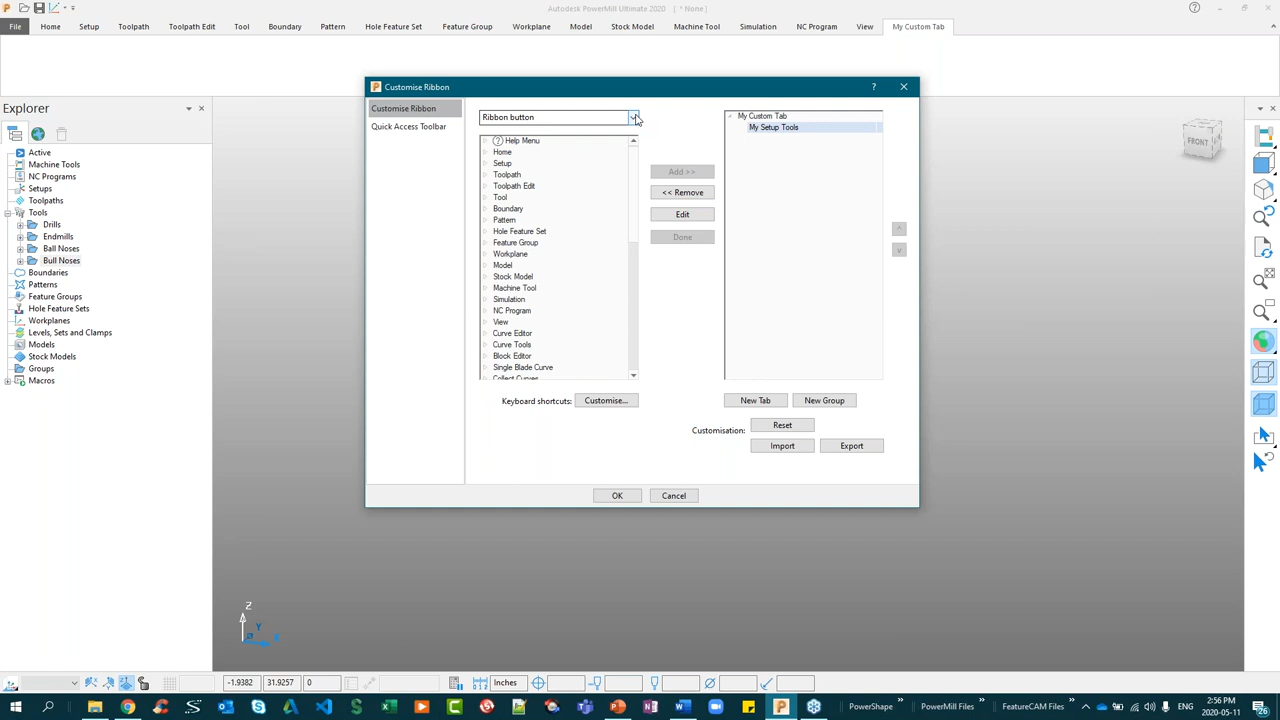 Autodesk PowerMill Ultimate 2020 [ * None ]
File Home Setup Toolpath Toolpath Edit Tool Boundary Pattern Hole Feature Set Feature Group Workplane Model Stock Model Machine Tool Simulation NC Program View My Custom Tab
Explorer
Active
Machine Tools
NC Programs
Setups
Toolpaths
Tools
Drills
Endmills
Ball Noses
Bull Noses
Boundaries
Patterns
Feature Groups
Hole Feature Sets
Workplanes
Levels, Sets and Clamps
Models
Stock Models
Groups
Macros
Customise Ribbon
Customise Ribbon
Quick Access Toolbar
Ribbon button
Help Menu
Home
Setup
Toolpath
Toolpath Edit
Tool
Boundary
Pattern
Hole Feature Set
Feature Group
Workplane
Model
Stock Model
Machine Tool
Simulation
NC Program
View
Curve Editor
Curve Tools
Block Editor
Single Blade Curve
Collect Curves
Keyboard shortcuts: Customise...
Add >>
<< Remove
Edit
Done
My Custom Tab
My Setup Tools
New Tab New Group
Customisation: Reset
Import Export
OK Cancel
FRONT
Z
Y
X
-1.9382 31.9257 0 Inches
PowerShape PowerMill Files FeatureCAM Files
2:56 PM
2020-05-11
26